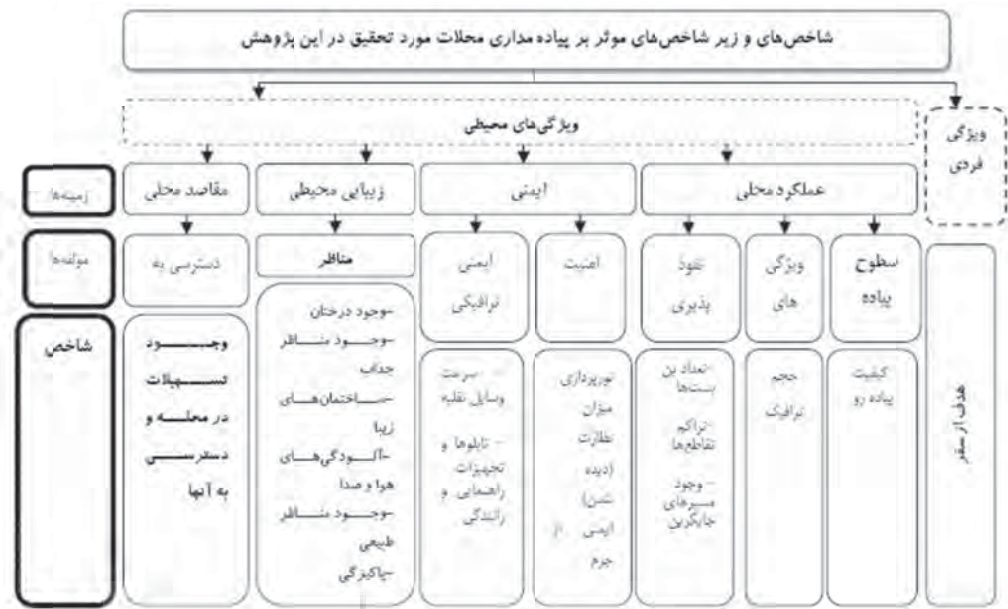 شاخص‌های و زیر شاخص‌های موثر بر پیاده‌مداری محلات مورد تحقیق در این پژوهش
ویژگی‌های محیطی
ویژگی
فردی
زمینه‌ها
مقاصد محلی
زیبایی محیطی
ایمنی
عملکرد محلی
مولفه‌ها
دسترسی به
مناظر
ایمنی
ترافیکی
امنیت
نفوذ
پذیری
ویژگی
های
سطوح
پیاده
شاخص
وجود
تسهیلات
در محله و
دسترسی
به آنها
-وجود درختان
-وجود مناظر
جذاب
-ساختمان‌های
زیبا
-آلودگی‌های
هوا و صدا
-وجود مناظر
طبیعی
-پاکیزگی
- سرعت
وسایل نقلیه
- تابلوها و
تجهیزات
راهنمایی و
رانندگی
نورپردازی
میزان
نظارت
(دیده
شدن)
ایمنی از
جرم
-تعداد بن
بست‌ها
-تراکم
تقاطع‌ها
- وجود
مسرهای
جایگزین
حجم
ترافیک
کیفیت
پیاده رو
هدف از سفر